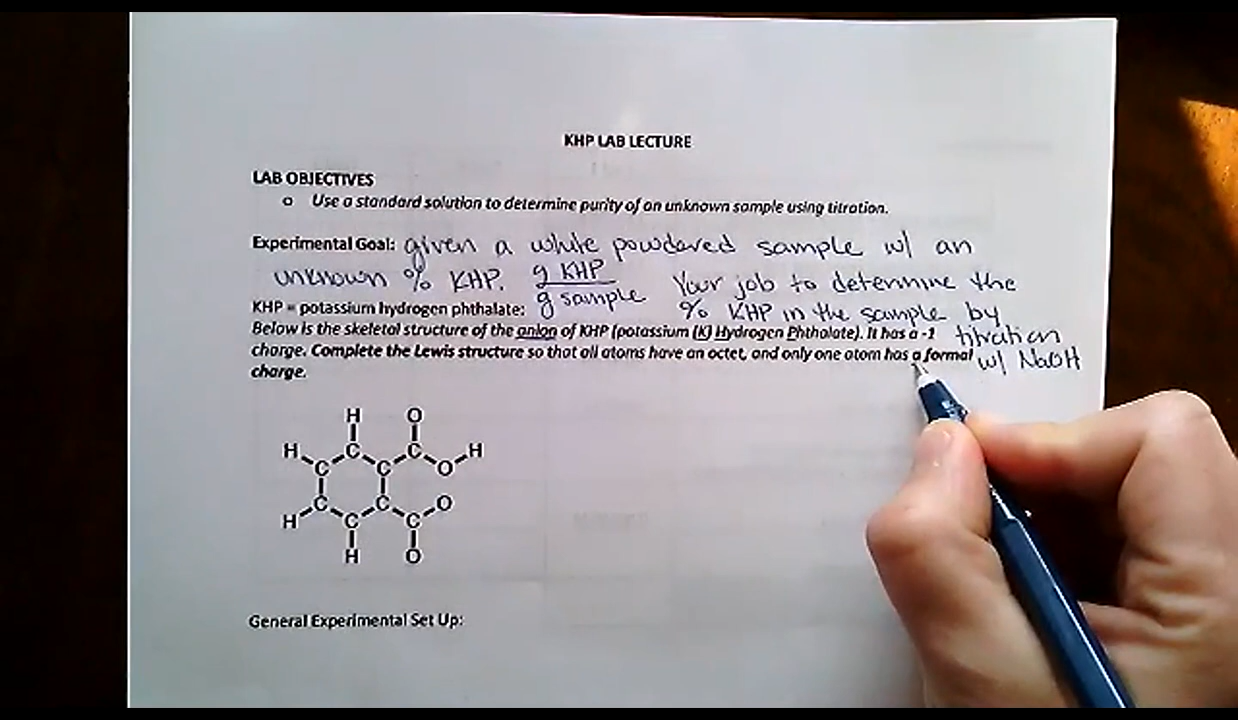 KHP LAB LECTURE
LAB OBJECTIVES
o Use a standard solution to determine purity of an unknown sample using titration.
Experimental Goal: given a white powdered sample w/ an
unknown % KHP. g KHP Your job to determine the
g sample
KHP = potassium hydrogen phthalate: % KHP in the sample by
Below is the skeletal structure of the anion of KHP (potassium (K) Hydrogen Phthalate). It has a -1 titration
charge. Complete the Lewis structure so that all atoms have an octet, and only one atom has a formal w/ NaOH
charge.
H O
H C C H
C C O
C C O
H C C
H O
General Experimental Set Up: